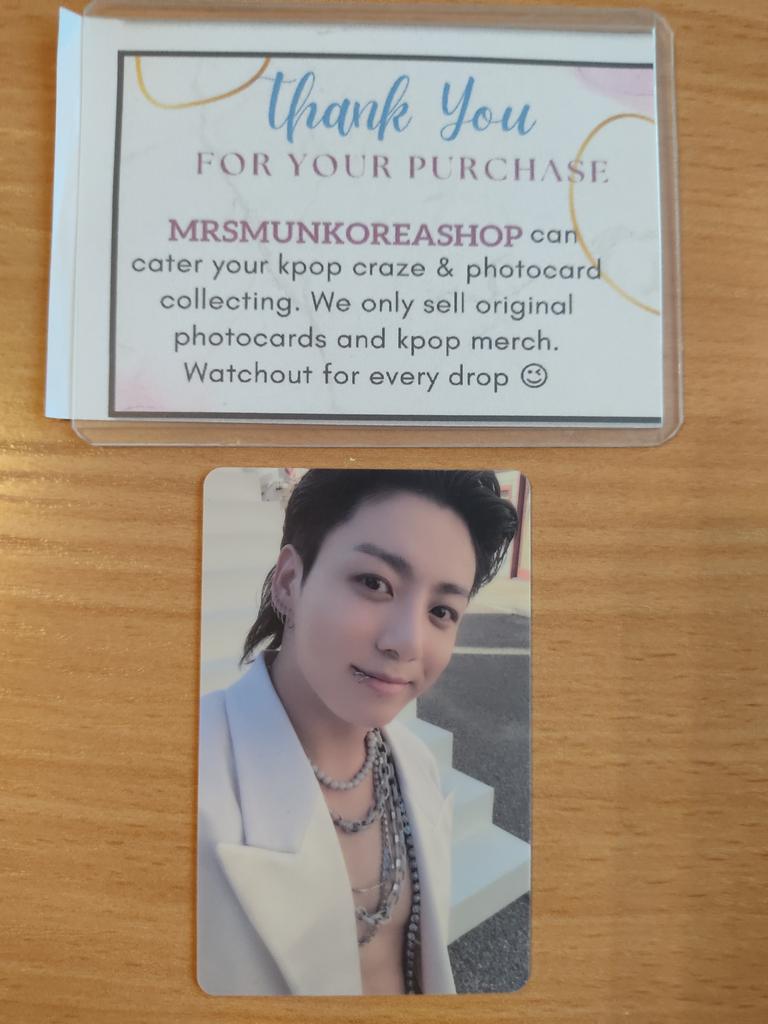 Thank You
FOR YOUR PURCHASE
MRSMUNKOREASHOP can
cater your kpop craze & photocard
collecting. We only sell original
photocards and kpop merch.
Watchout for every drop 😉